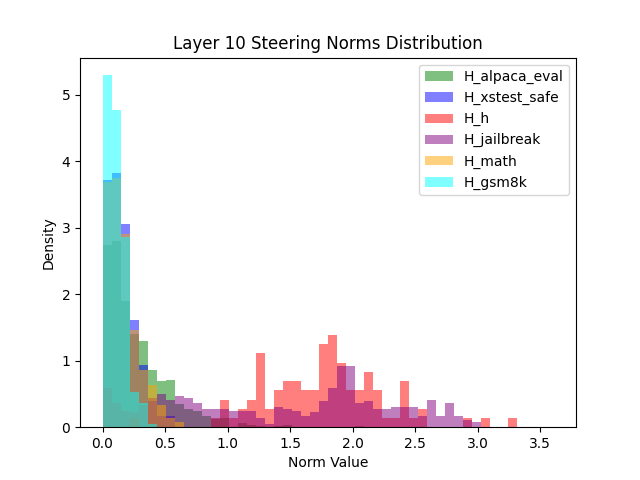 Layer 10 Steering Norms Distribution
H_alpaca_eval
H_xstest_safe
H_h
H_jailbreak
H_math
H_gsm8k
Density
5
4
3
2
1
0
0.0 0.5 1.0 1.5 2.0 2.5 3.0 3.5
Norm Value